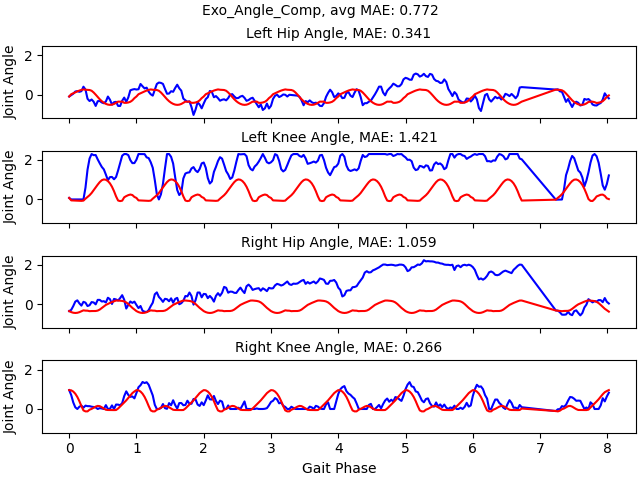 Exo_Angle_Comp, avg MAE: 0.772
Left Hip Angle, MAE: 0.341
Joint Angle
2
0
Left Knee Angle, MAE: 1.421
Joint Angle
2
0
Right Hip Angle, MAE: 1.059
Joint Angle
2
0
Right Knee Angle, MAE: 0.266
Joint Angle
2
0
0 1 2 3 4 5 6 7 8
Gait Phase